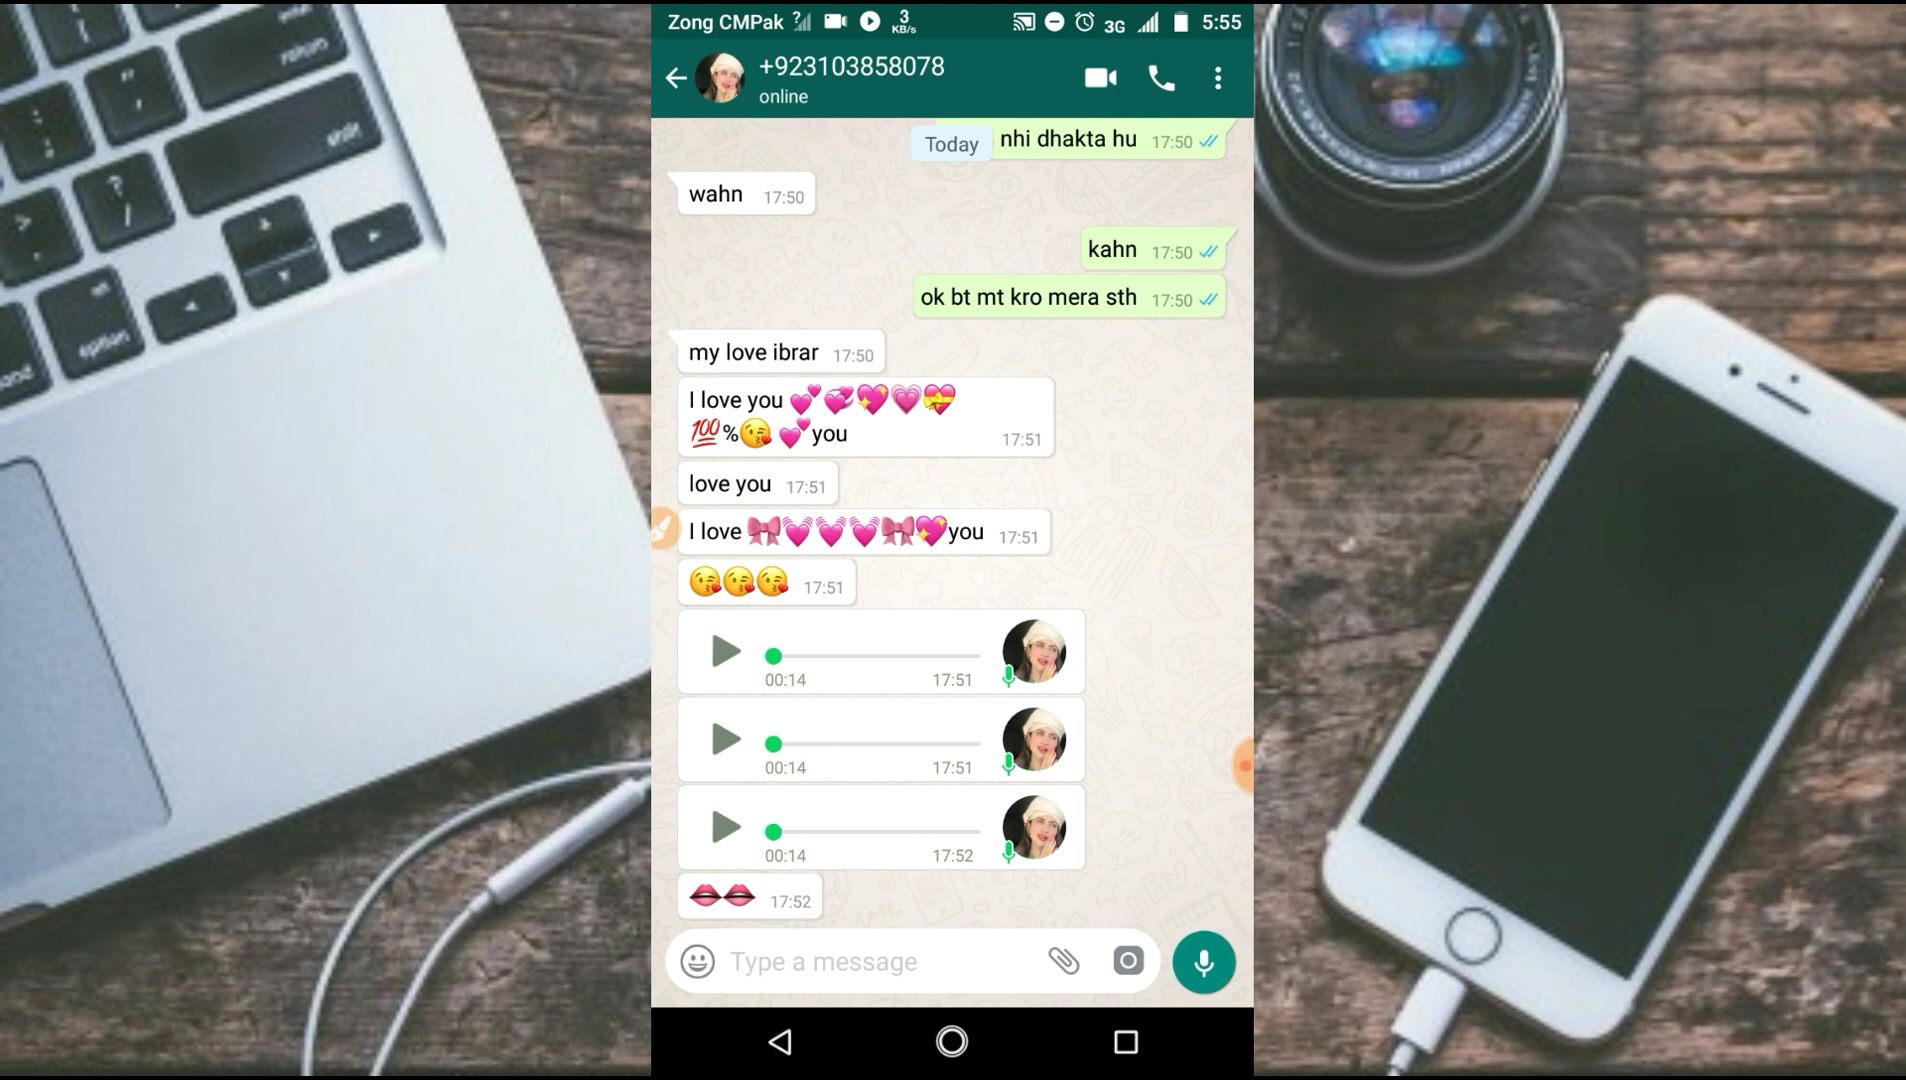 return
shift
option
Zong CMPak
3
KB/s
3G
5:55
+923103858078
online
Today
nhi dhakta hu 17:50
wahn 17:50
kahn 17:50
ok bt mt kro mera sth 17:50
my love ibrar 17:50
I love you 💕💞💖💗💝
💯%😘 💕you 17:51
love you 17:51
I love 🎀💓💓💓🎀💖you 17:51
😘😘😘 17:51
00:14 17:51
00:14 17:51
00:14 17:52
👄👄 17:52
Type a message